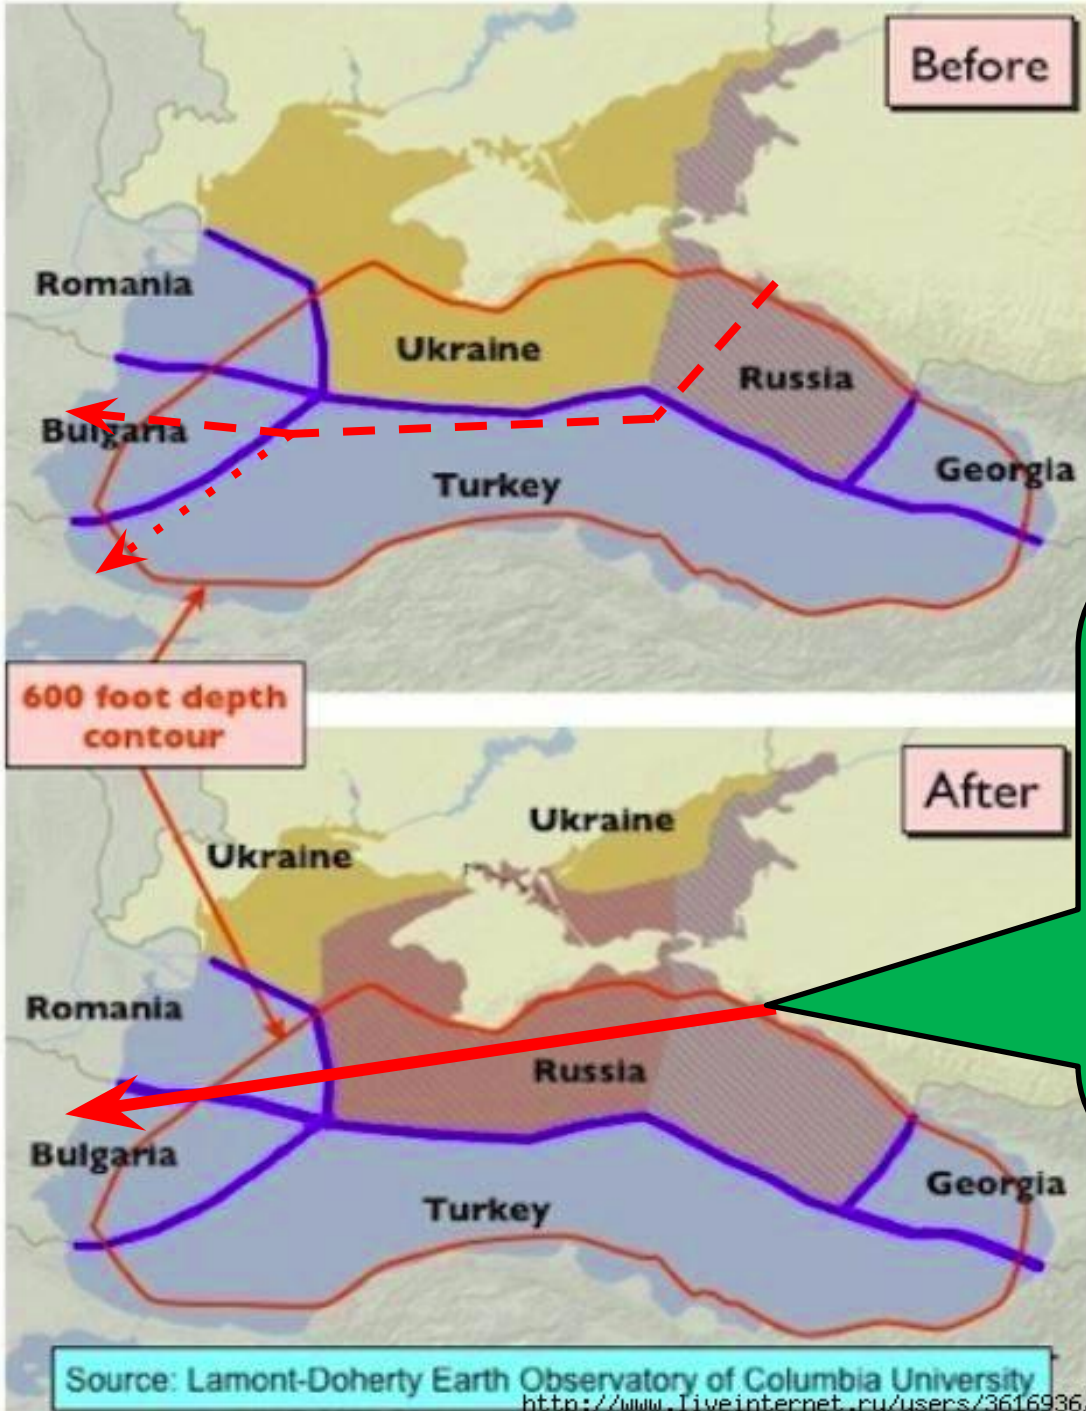 Before
Romania
Ukraine
Russia
Bulgaria
Georgia
Turkey
600 foot depth
contour
After
Ukraine
Ukraine
Romania
Russia
Bulgaria
Georgia
Turkey
Source: Lamont-Doherty Earth Observatory of Columbia University
http://www.liveinternet.ru/users/3616936